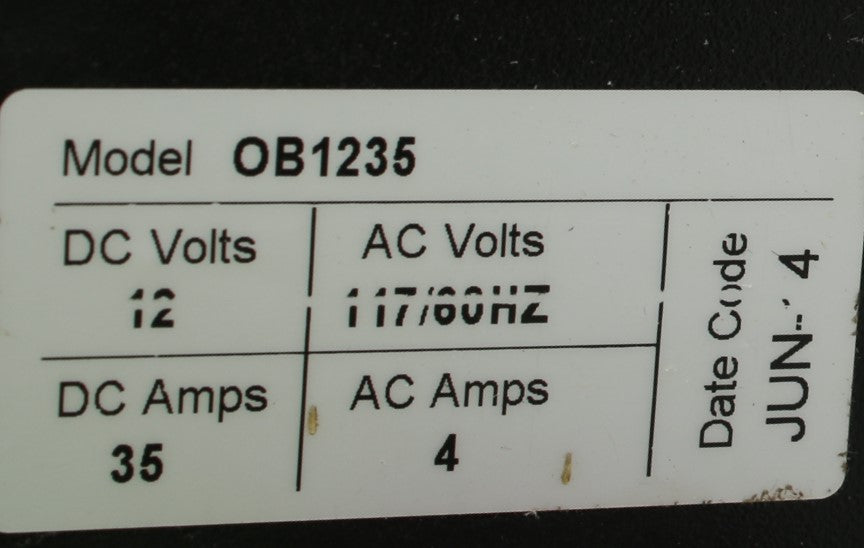 Model OB1235
DC Volts
12
AC Volts
117/60HZ
DC Amps
35
AC Amps
4
Date Code